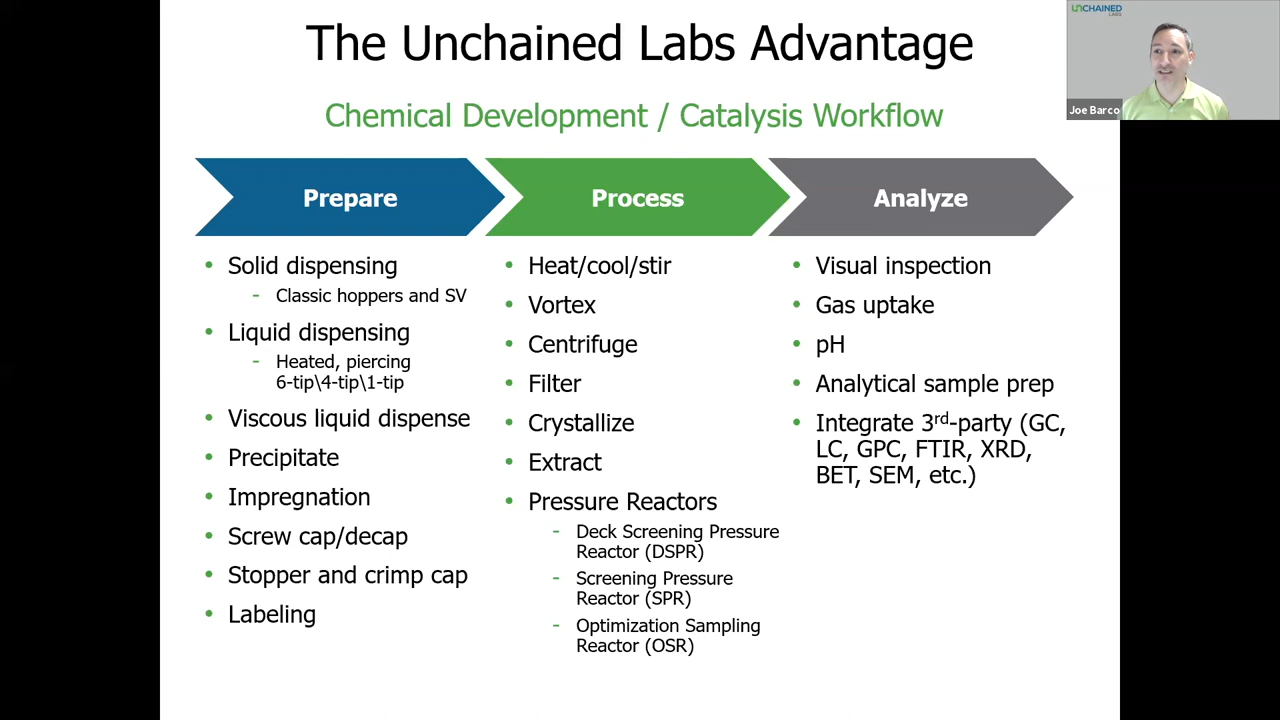 The Unchained Labs Advantage
UNCHAINED
LABS
Joe Barco
Chemical Development / Catalysis Workflow
Prepare
Process
Analyze
• Solid dispensing
- Classic hoppers and SV
• Liquid dispensing
- Heated, piercing
6-tip\4-tip\1-tip
• Viscous liquid dispense
• Precipitate
• Impregnation
• Screw cap/decap
• Stopper and crimp cap
• Labeling
• Heat/cool/stir
• Vortex
• Centrifuge
• Filter
• Crystallize
• Extract
• Pressure Reactors
- Deck Screening Pressure
Reactor (DSPR)
- Screening Pressure
Reactor (SPR)
- Optimization Sampling
Reactor (OSR)
• Visual inspection
• Gas uptake
• pH
• Analytical sample prep
• Integrate 3rd-party (GC,
LC, GPC, FTIR, XRD,
BET, SEM, etc.)